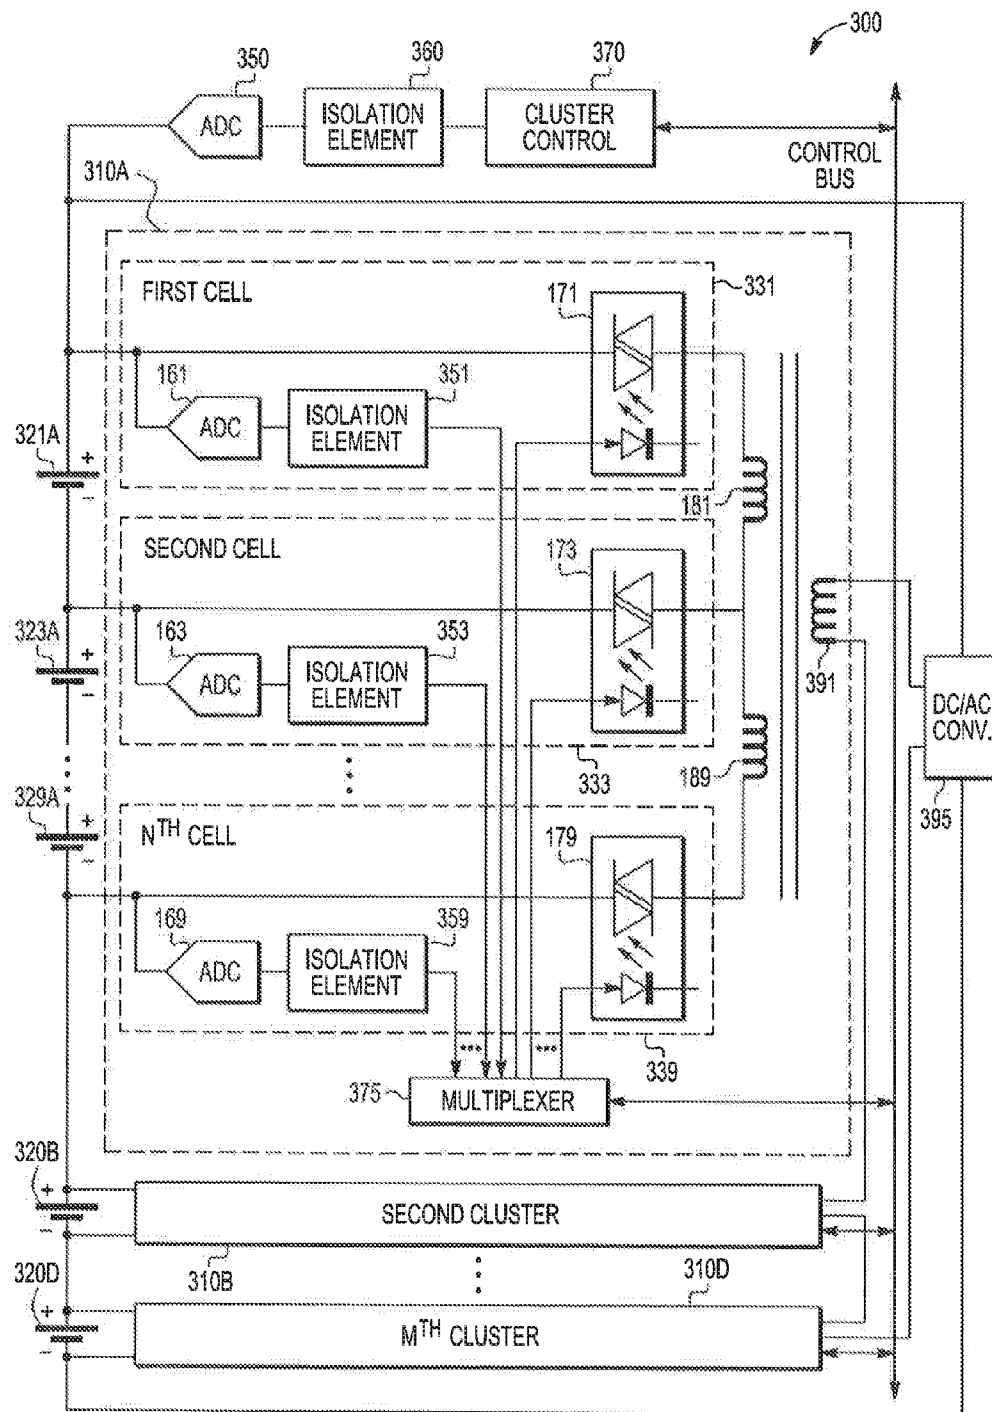 300
350
360
370
ADC
ISOLATION
ELEMENT
CLUSTER
CONTROL
CONTROL
BUS
310A
FIRST CELL
171
331
161
351
ADC
ISOLATION
ELEMENT
321A
+
−
181
SECOND CELL
173
323A
+
−
163
353
ADC
ISOLATION
ELEMENT
391
DC/AC
CONV.
395
333
189
329A
+
−
NTH CELL
179
169
359
ADC
ISOLATION
ELEMENT
339
375
MULTIPLEXER
320B
+
−
SECOND CLUSTER
310B
310D
320D
+
−
MTH CLUSTER